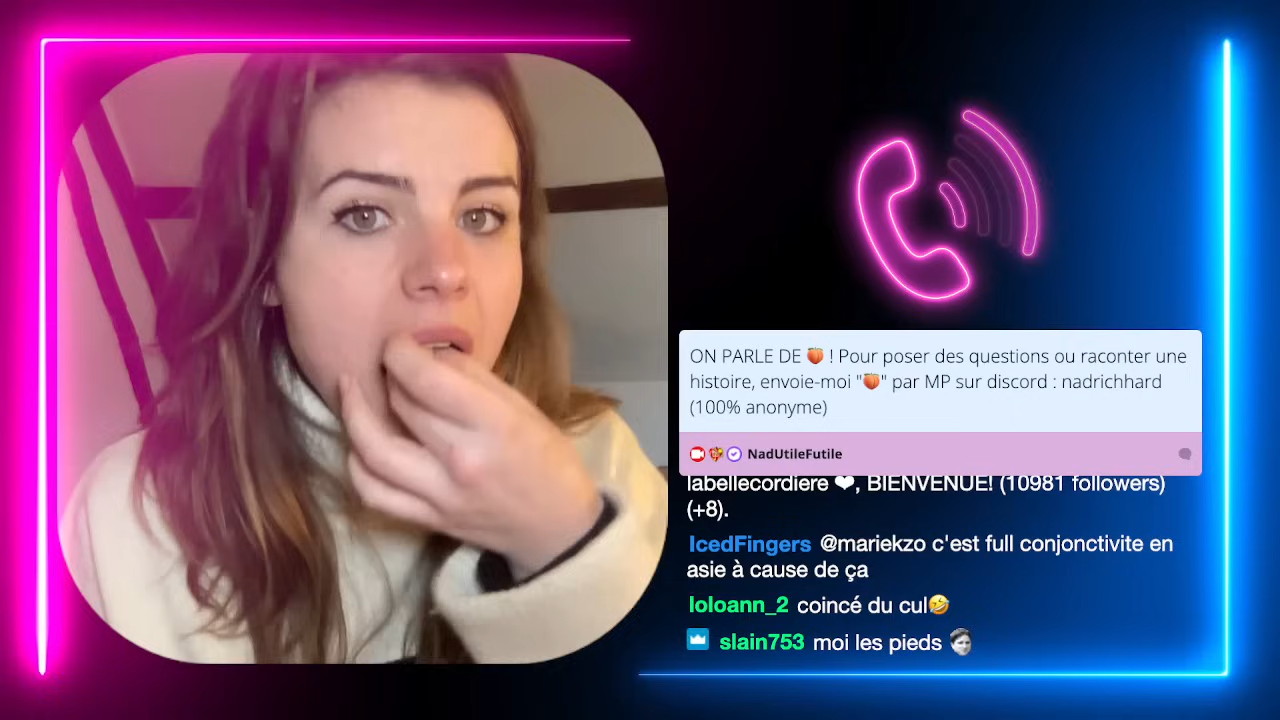 ON PARLE DE 🍑 ! Pour poser des questions ou raconter une
histoire, envoie-moi "🍑" par MP sur discord : nadrichhard
(100% anonyme)
NadUtileFutile
labellecordiere ❤, BIENVENUE! (10981 followers)
(+8).
IcedFingers @mariekzo c'est full conjonctivite en
asie à cause de ça
loloann_2 coincé du cul🤣
slain753 moi les pieds